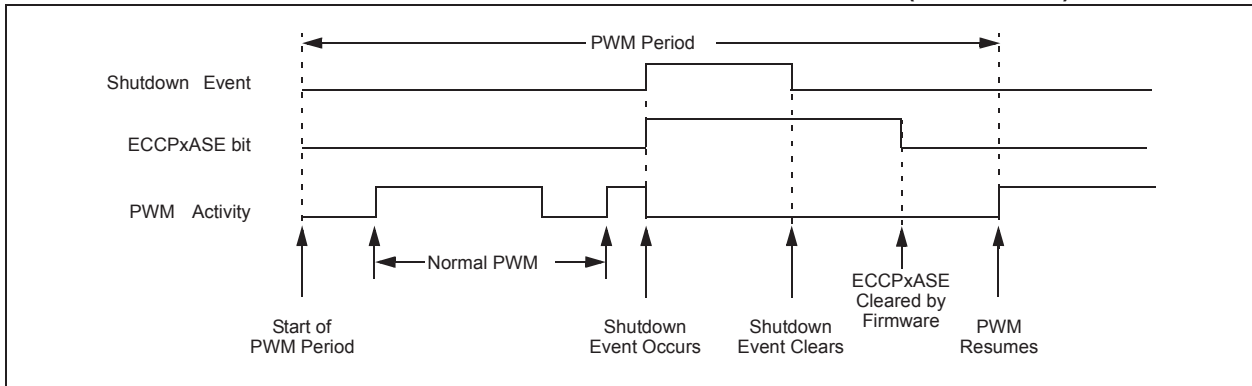 PWM Period
Shutdown Event
ECCPxASE bit
PWM Activity
Normal PWM
Start of
PWM Period
Shutdown
Event Occurs
Shutdown
Event Clears
ECCPxASE
Cleared by
Firmware
PWM
Resumes